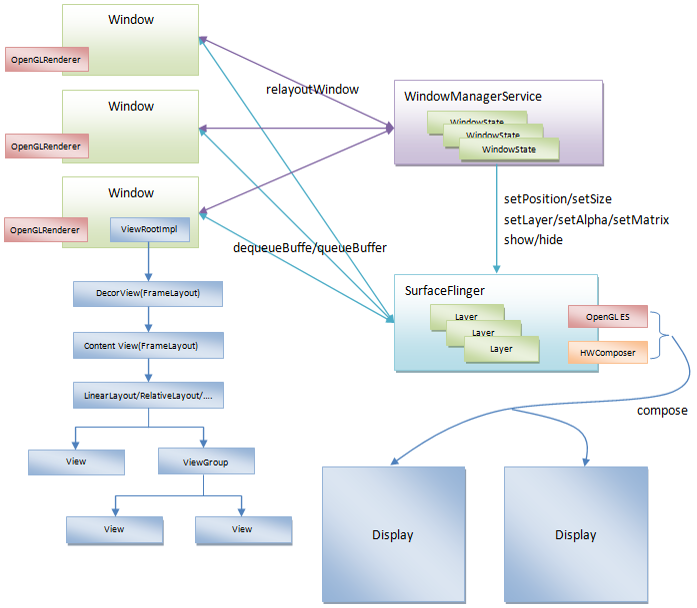 Window
OpenGLRenderer
relayoutWindow
WindowManagerService
Window
WindowState
WindowState
WindowState
OpenGLRenderer
Window
setPosition/setSize
setLayer/setAlpha/setMatrix
show/hide
OpenGLRenderer
ViewRootImpl
dequeueBuffe/queueBuffer
DecorView(FrameLayout)
SurfaceFlinger
Layer
Layer
Layer
OpenGL ES
HWComposer
Content View(FrameLayout)
LinearLayout/RelativeLayout/....
compose
View
ViewGroup
View
View
Display
Display